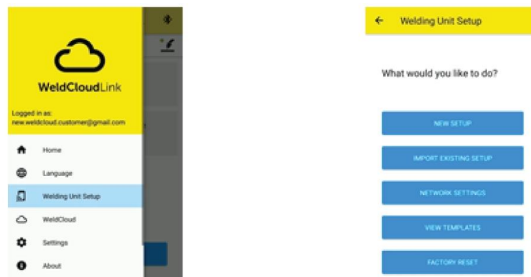 WeldCloudLink
Logged in as:
new.weldcloud.customer@gmail.com
Home
Language
Welding Unit Setup
WeldCloud
Settings
About
Welding Unit Setup
What would you like to do?
NEW SETUP
IMPORT EXISTING SETUP
NETWORK SETTINGS
VIEW TEMPLATES
FACTORY RESET